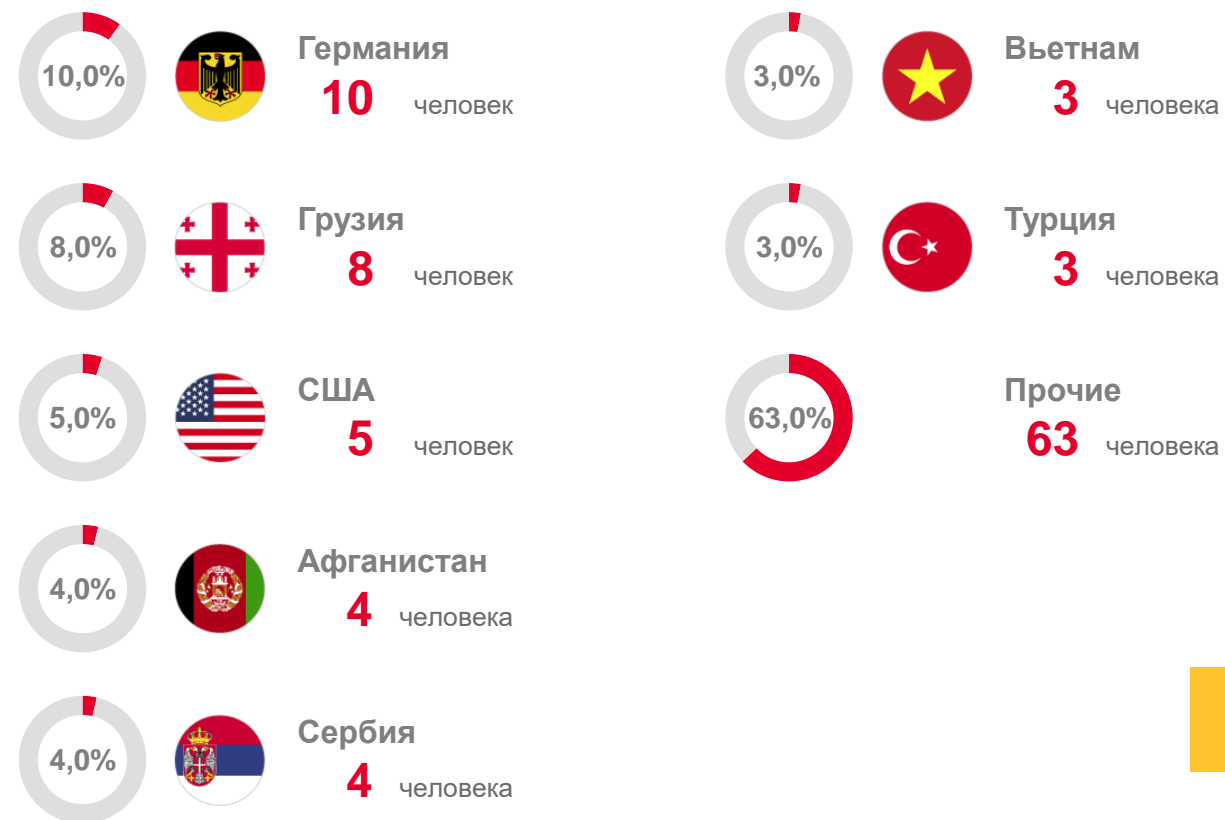 10,0%
Германия
10 человек
8,0%
Грузия
8 человек
5,0%
США
5 человек
4,0%
Афганистан
4 человека
4,0%
Сербия
4 человека
3,0%
Вьетнам
3 человека
3,0%
Турция
3 человека
63,0%
Прочие
63 человека